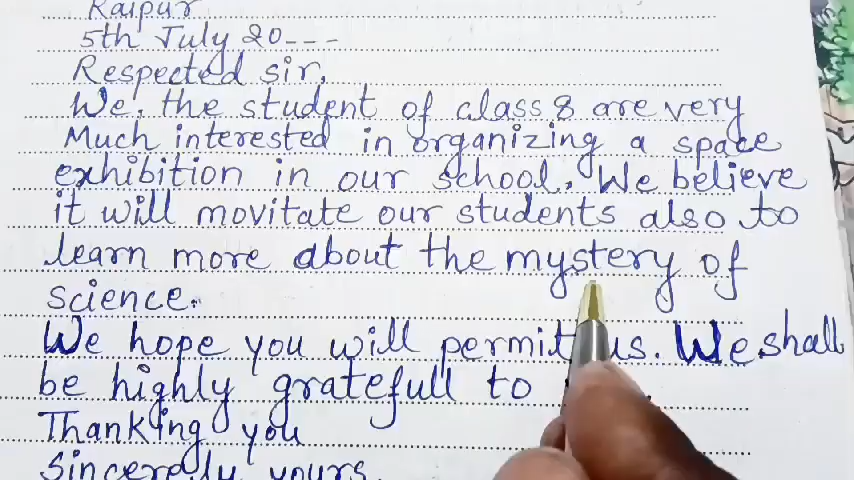 Raipur
5th July 20---
Respected sir,
We, the student of class 8 are very
Much interested in organizing a space
exhibition in our school. We believe
it will movitate our students also to
learn more about the mystery of
science.
We hope you will permit us. We shall
be highly gratefull to
Thanking you
Sincerely yours.